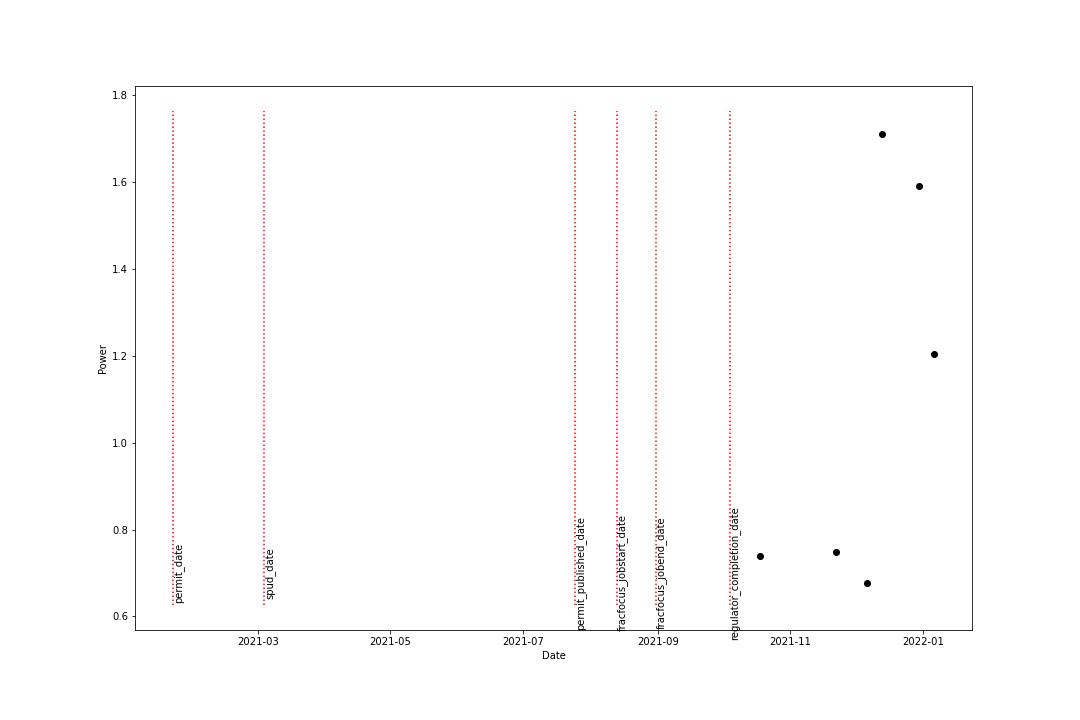 1.8
1.6
1.4
1.2
1.0
0.8
0.6
Power
permit_date
spud_date
permit_published_date
fracfocus_jobstart_date
fracfocus_jobend_date
regulator_completion_date
2021-03
2021-05
2021-07
2021-09
2021-11
2022-01
Date